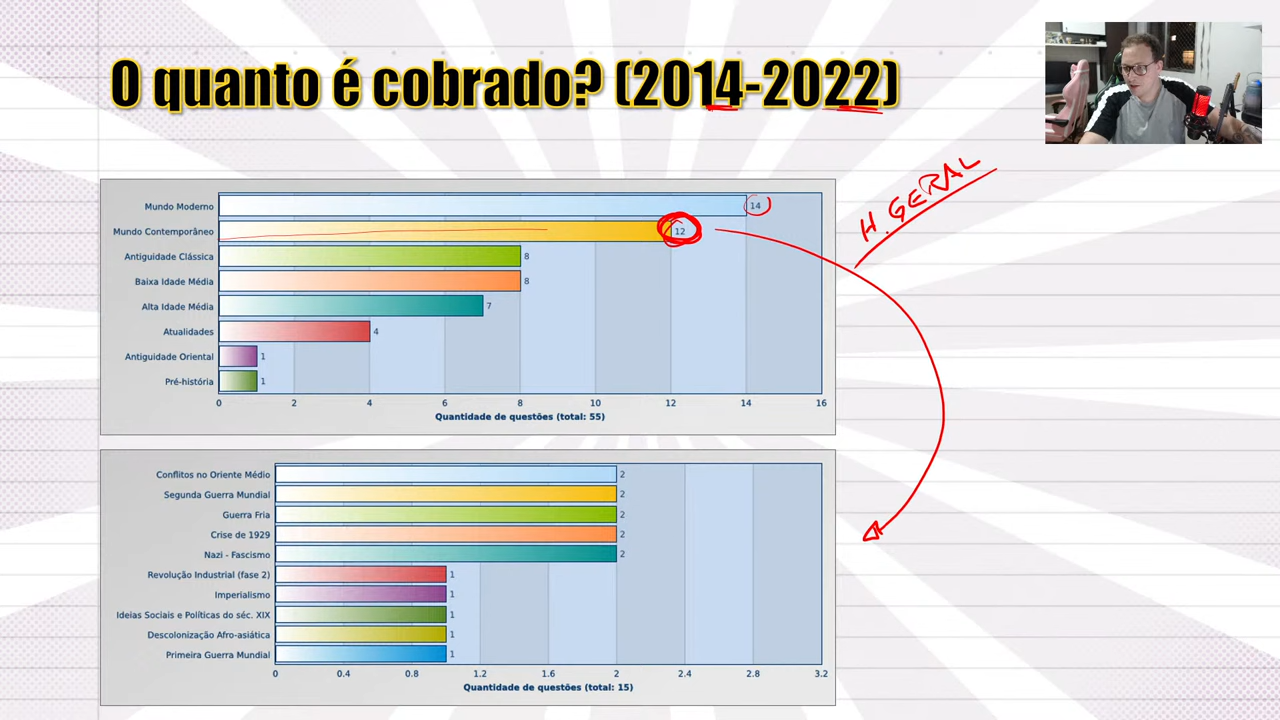 O quanto é cobrado? (2014-2022)
H. GERAL
Mundo Moderno 14
Mundo Contemporâneo 12
Antiguidade Clássica 8
Baixa Idade Média 8
Alta Idade Média 7
Atualidades 4
Antiguidade Oriental 1
Pré-história 1
0 2 4 6 8 10 12 14 16
Quantidade de questões (total: 55)
Conflitos no Oriente Médio 2
Segunda Guerra Mundial 2
Guerra Fria 2
Crise de 1929 2
Nazi - Fascismo 2
Revolução Industrial (fase 2) 1
Imperialismo 1
Ideias Sociais e Políticas do séc. XIX 1
Descolonização Afro-asiática 1
Primeira Guerra Mundial 1
0 0.4 0.8 1.2 1.6 2 2.4 2.8 3.2
Quantidade de questões (total: 15)